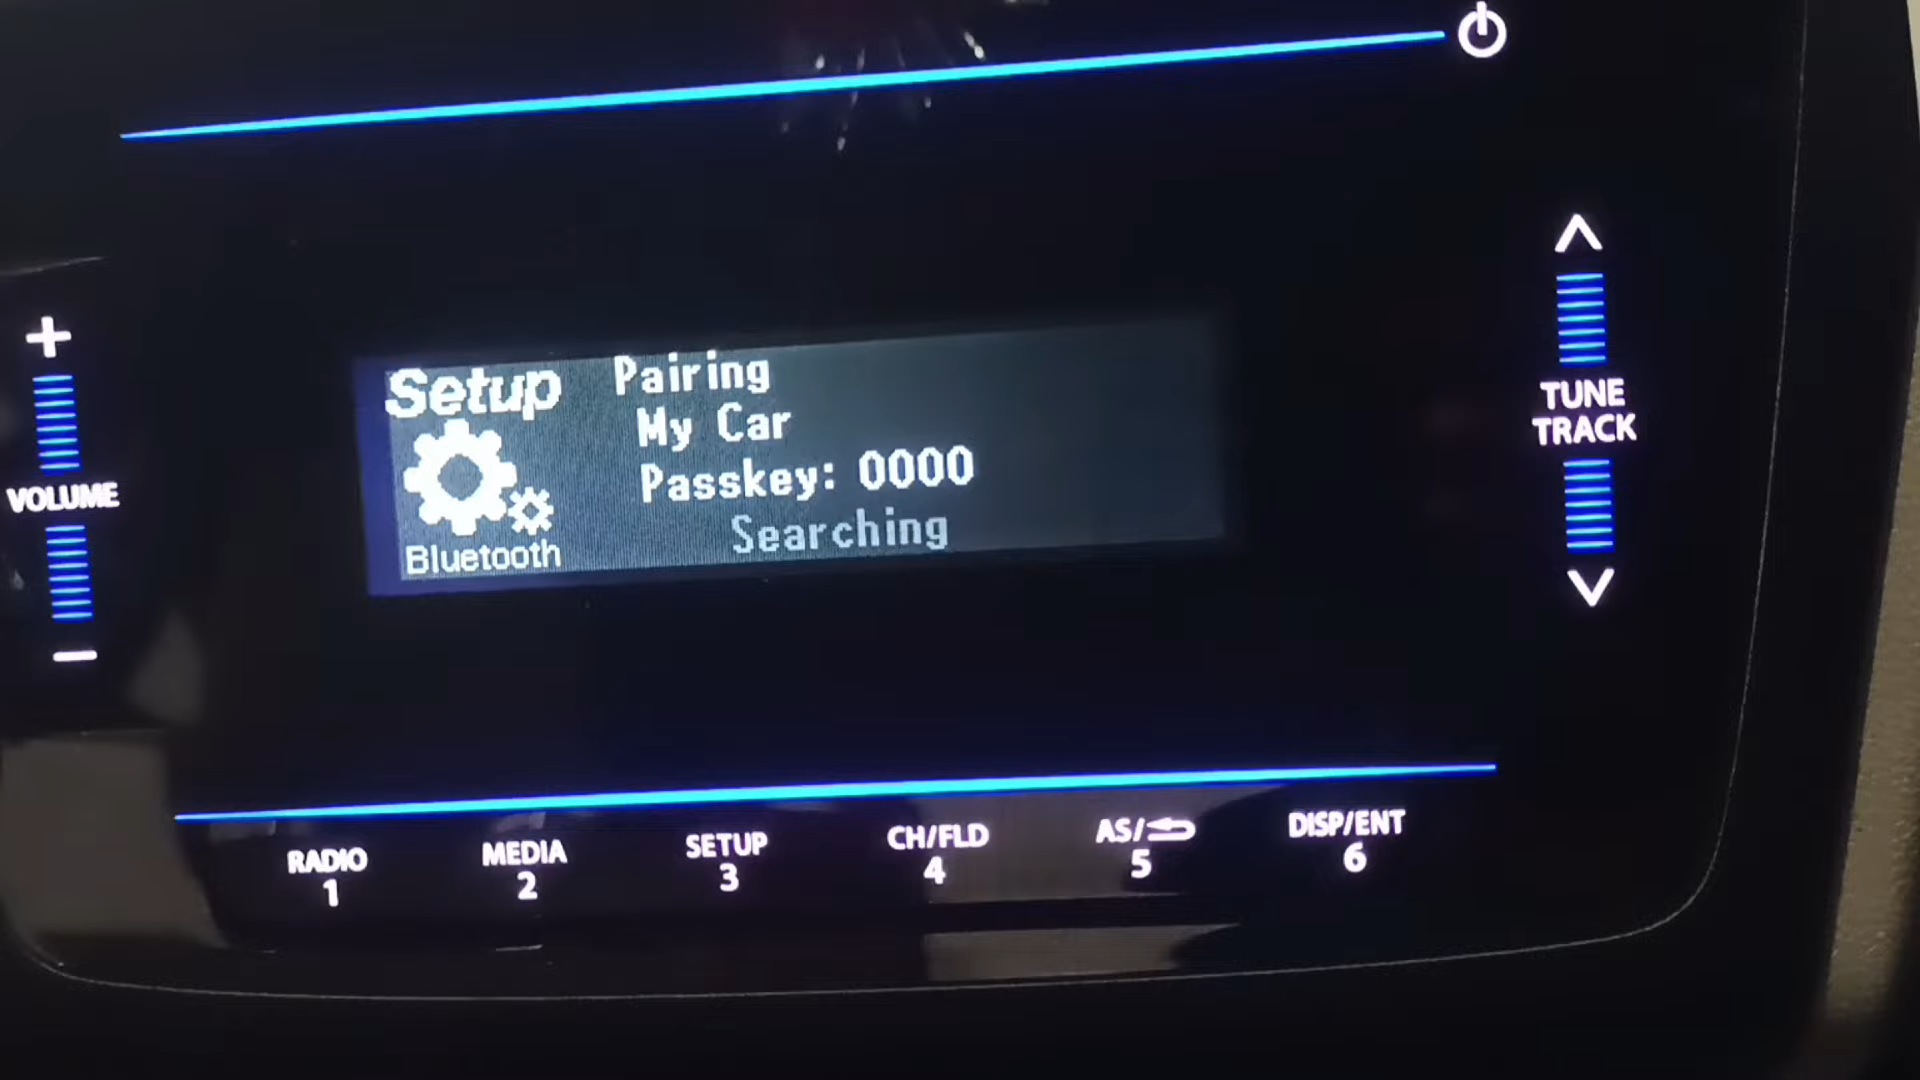 Setup
Bluetooth
Pairing
My Car
Passkey: 0000
Searching
VOLUME
TUNE
TRACK
RADIO
1
MEDIA
2
SETUP
3
CH/FLD
4
AS/
5
DISP/ENT
6